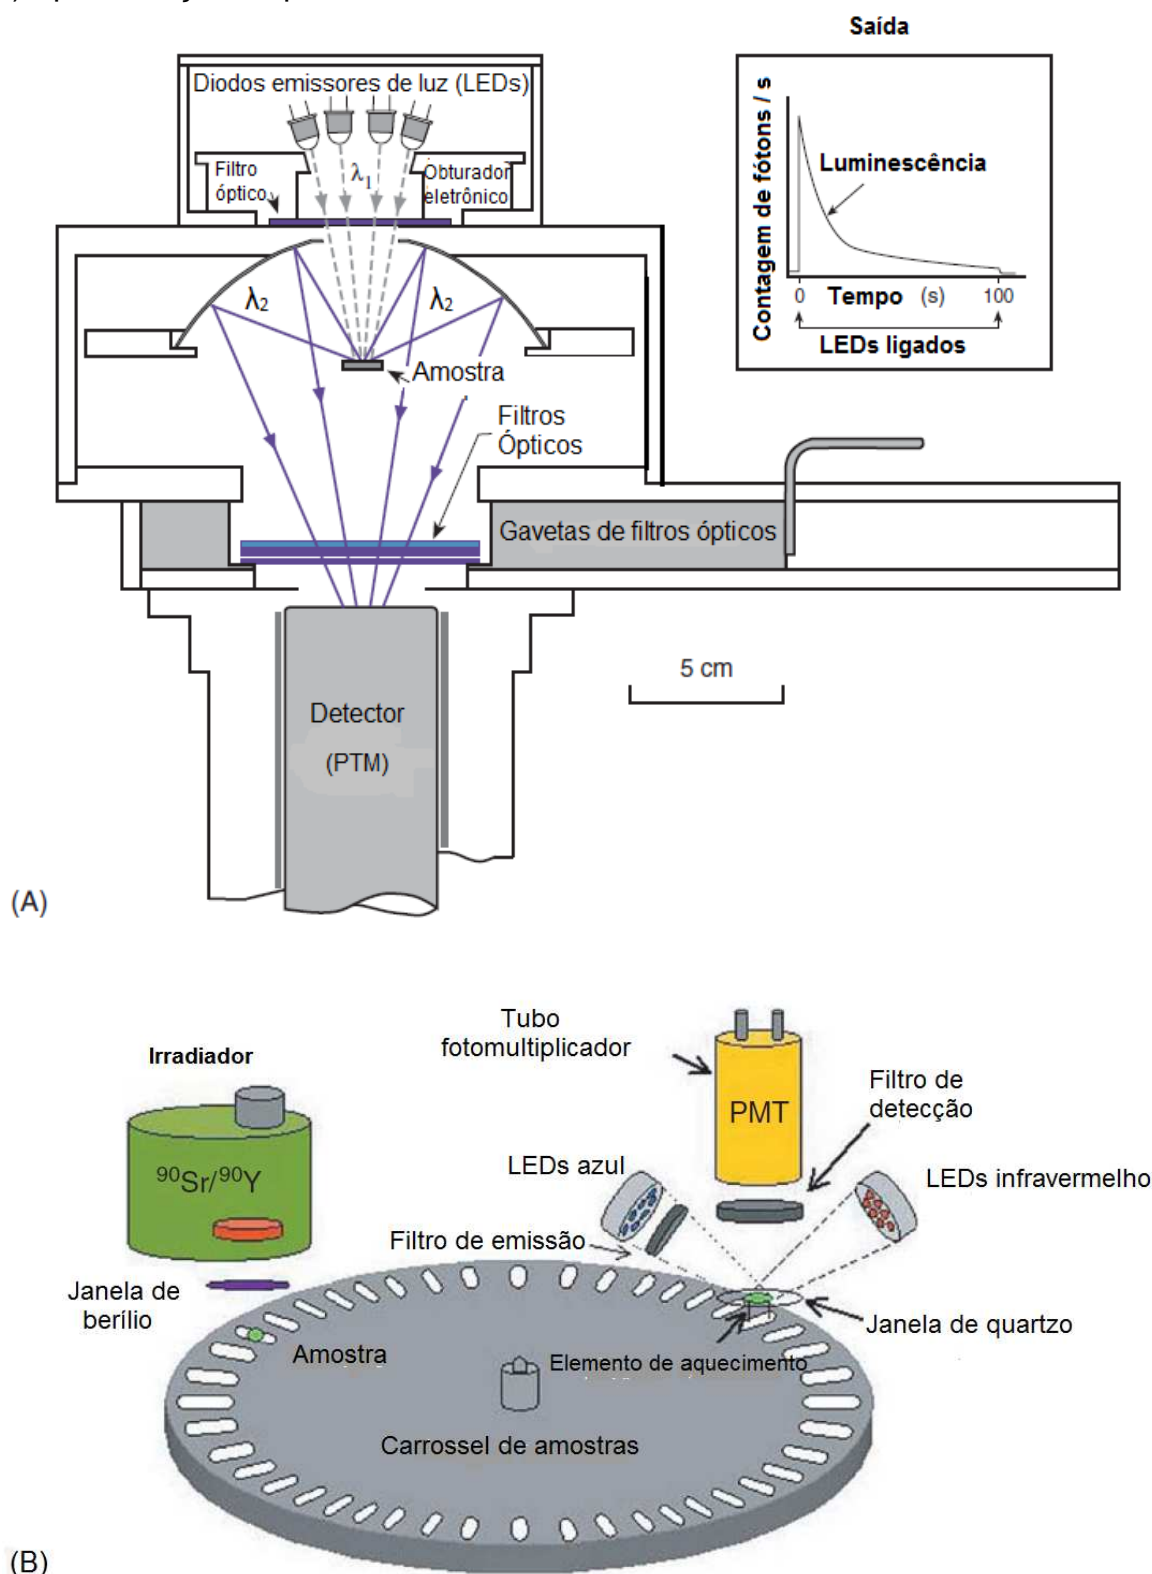 Saída
Diodos emissores de luz (LEDs)
Filtro
óptico
λ1
Obturador
eletrônico
λ2
λ2
Amostra
Filtros
Ópticos
Gavetas de filtros ópticos
Contagem de fótons / s
Luminescência
0
Tempo (s)
100
LEDs ligados
5 cm
Detector
(PTM)
(A)
Tubo
fotomultiplicador
Irradiador
Filtro de
detecção
PMT
90Sr/90Y
LEDs azul
LEDs infravermelho
Filtro de emissão
Janela de
berílio
Janela de quartzo
Amostra
Elemento de aquecimento
Carrossel de amostras
(B)